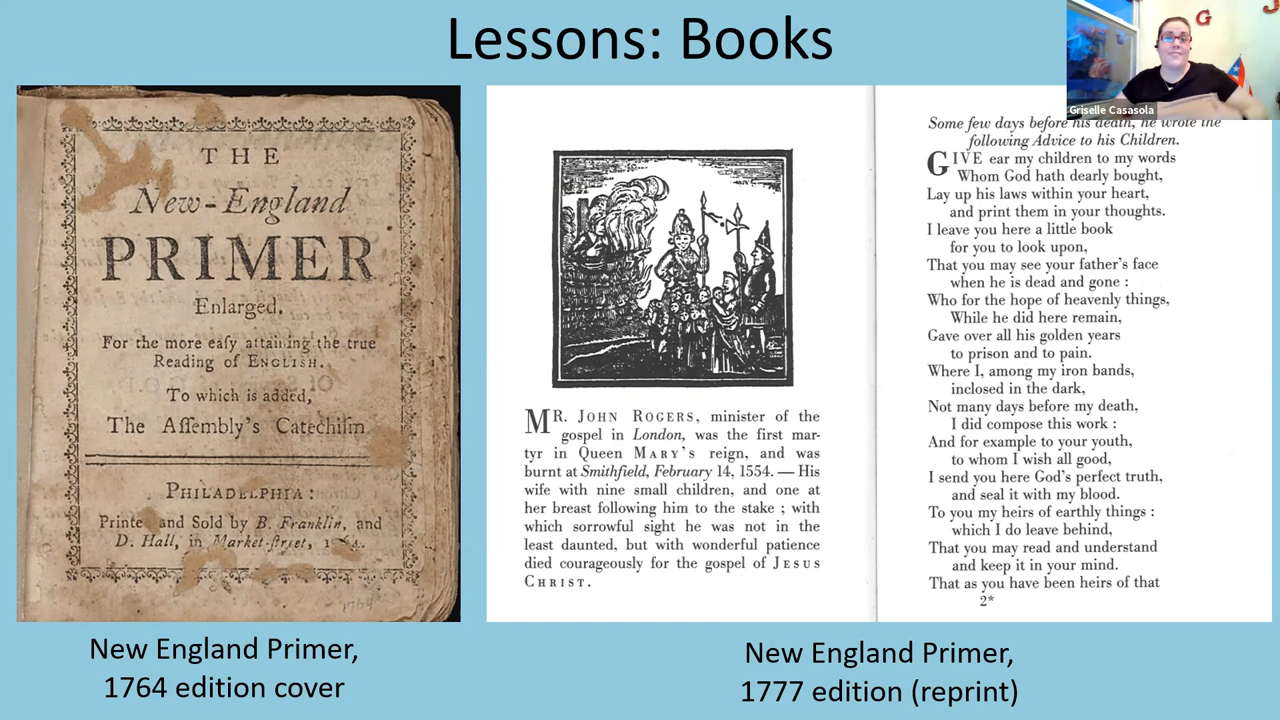 Lessons: Books
G
J
Griselle Casasola
THE
New-England
PRIMER
Enlarged.
For the more eaſy attaining the true
Reading of ENGLISH.
To which is added,
The Aſſembly's Catechiſm
PHILADELPHIA:
Printed and Sold by B. Franklin, and
D. Hall, in Market-ſtreet, 1764.
1764
New England Primer,
1764 edition cover
MR. JOHN ROGERS, minister of the
gospel in London, was the first mar-
tyr in Queen MARY'S reign, and was
burnt at Smithfield, February 14, 1554. — His
wife with nine small children, and one at
her breast following him to the stake ; with
which sorrowful sight he was not in the
least daunted, but with wonderful patience
died courageously for the gospel of JESUS
CHRIST.
Some few days before his death, he wrote the
following Advice to his Children.
GIVE ear my children to my words
Whom God hath dearly bought,
Lay up his laws within your heart,
and print them in your thoughts.
I leave you here a little book
for you to look upon,
That you may see your father's face
when he is dead and gone :
Who for the hope of heavenly things,
While he did here remain,
Gave over all his golden years
to prison and to pain.
Where I, among my iron bands,
inclosed in the dark,
Not many days before my death,
I did compose this work :
And for example to your youth,
to whom I wish all good,
I send you here God's perfect truth,
and seal it with my blood.
To you my heirs of earthly things :
which I do leave behind,
That you may read and understand
and keep it in your mind.
That as you have been heirs of that
2*
New England Primer,
1777 edition (reprint)